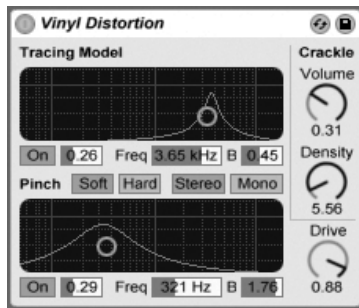 Vinyl Distortion
Tracing Model
On 0.26 Freq 3.65 kHz B 0.45
Pinch Soft Hard Stereo Mono
On 0.29 Freq 321 Hz B 1.76
Crackle
Volume
0.31
Density
5.56
Drive
0.88